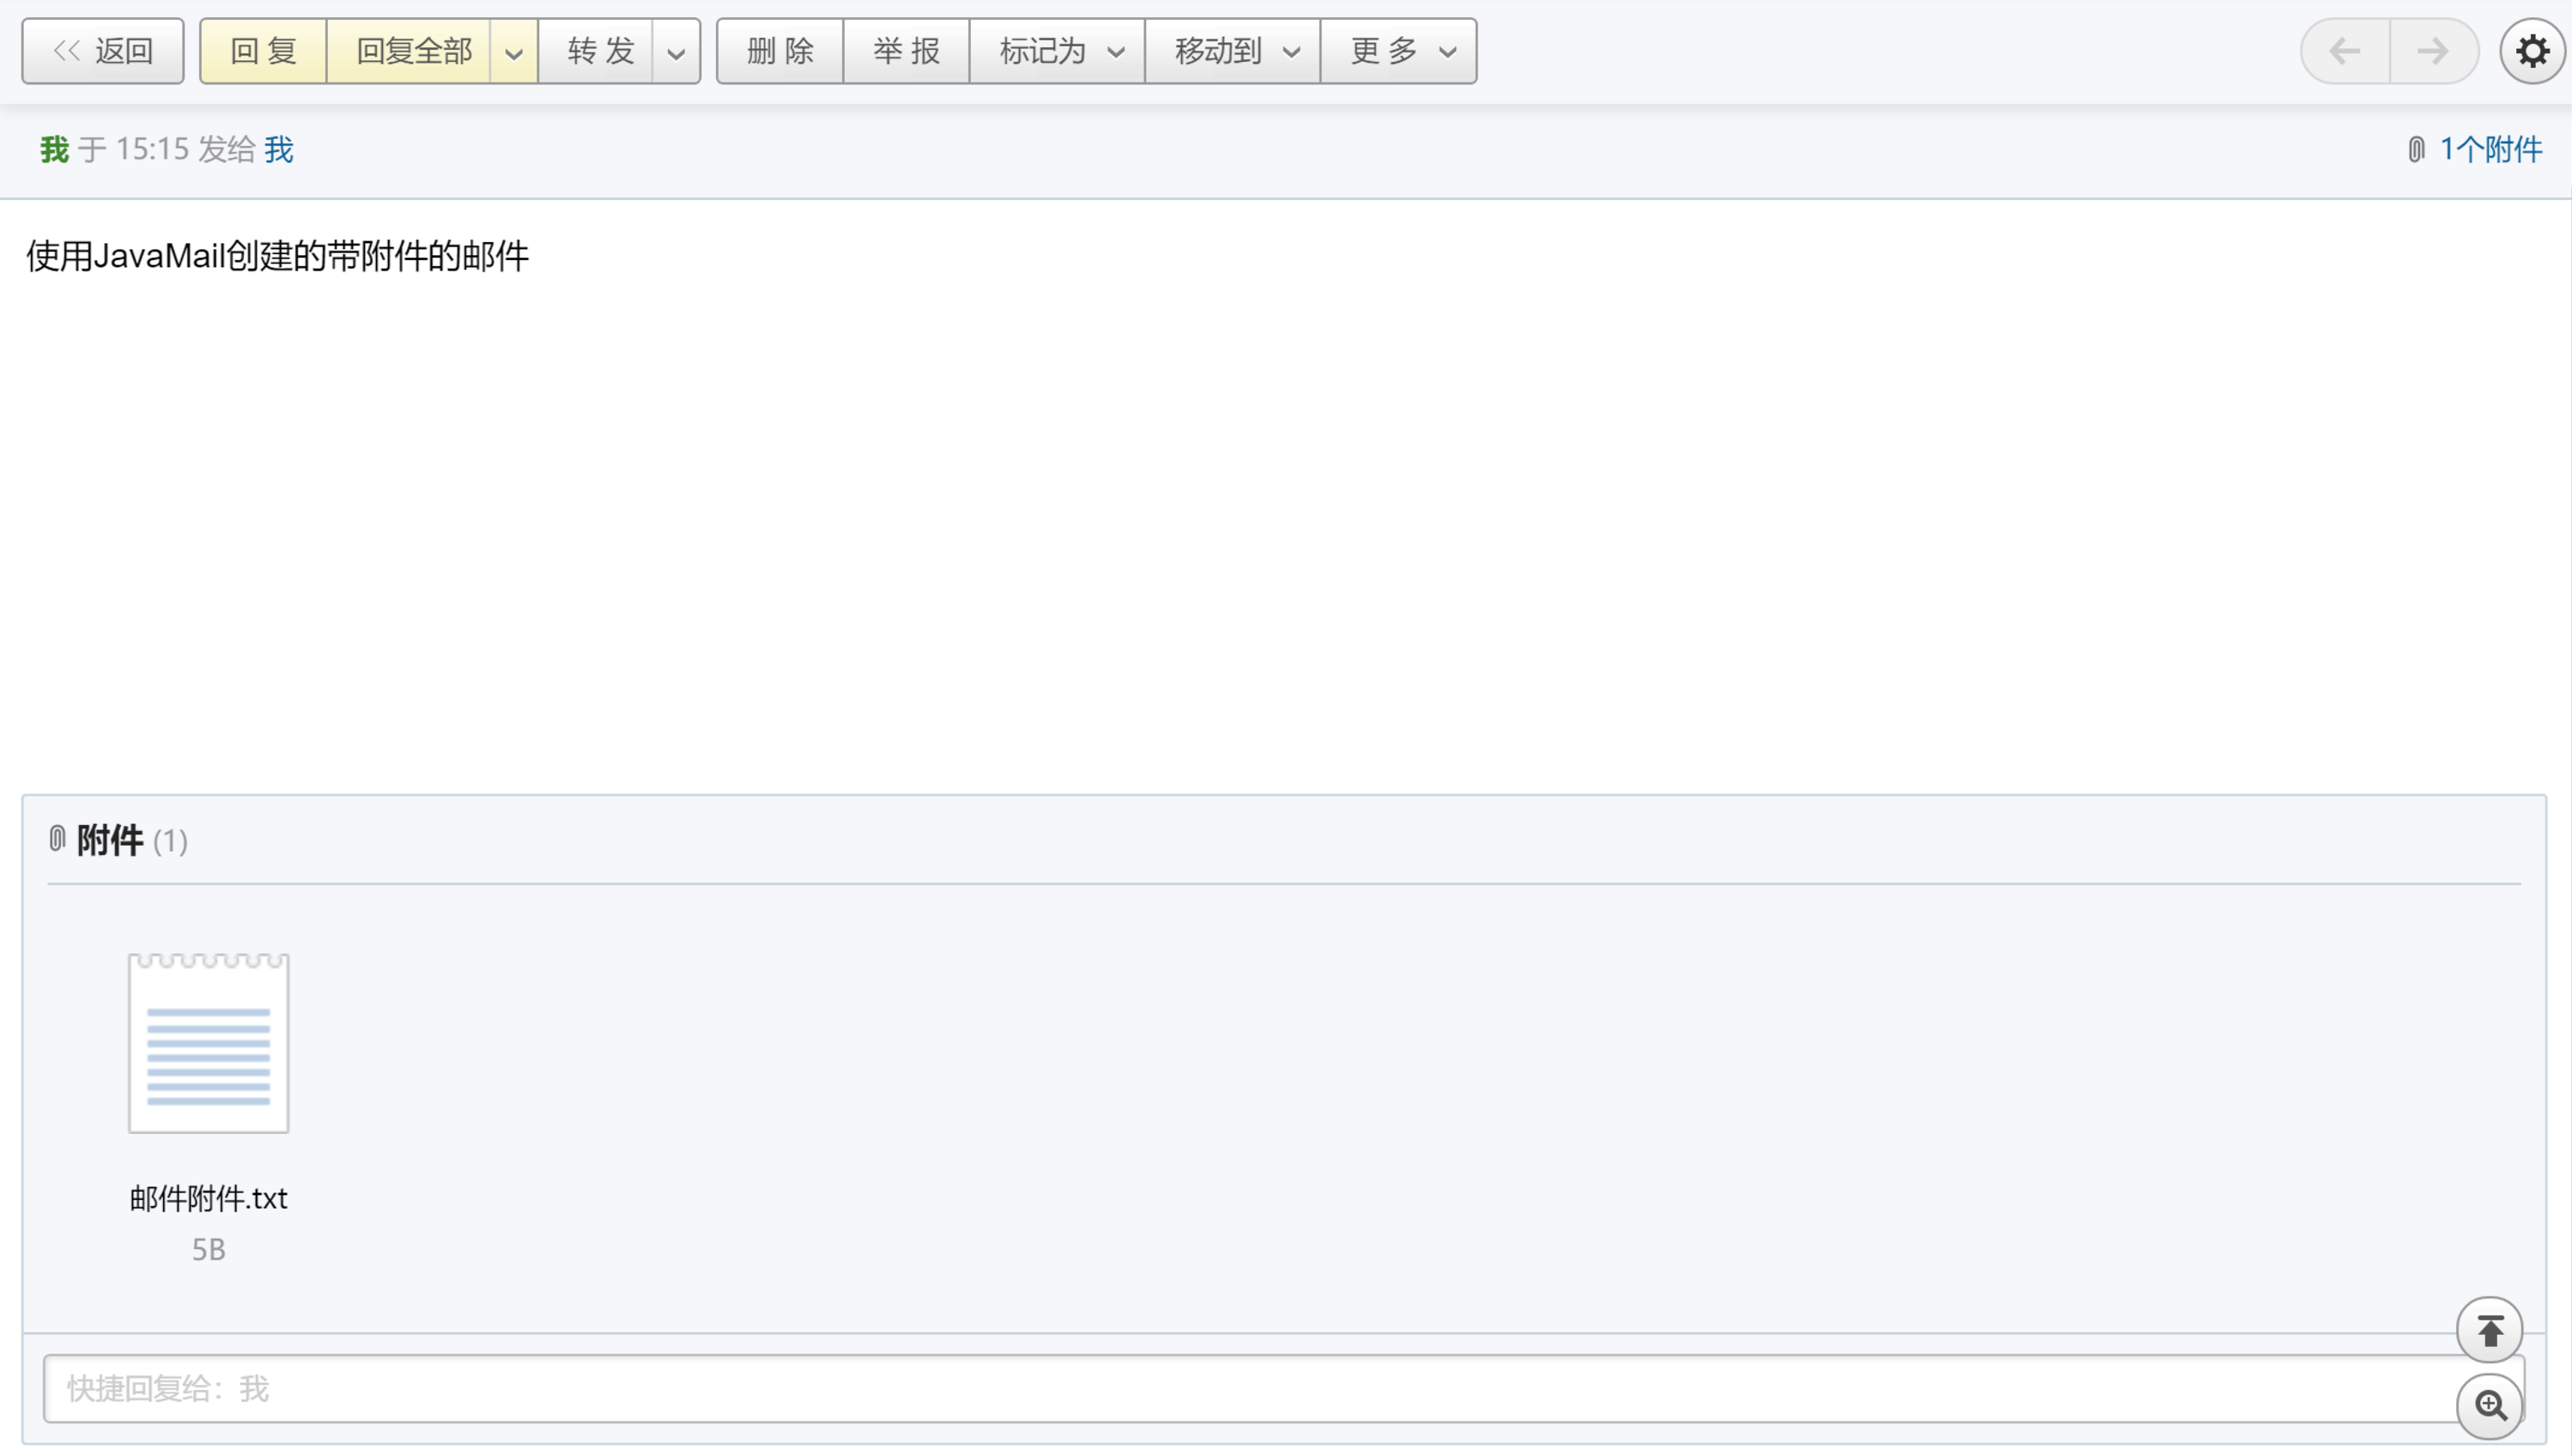 << 返回 回 复 回复全部 转 发 删 除 举 报 标记为 移动到 更 多
我 于 15:15 发给 我 1个附件
使用JavaMail创建的带附件的邮件
附件 (1)
邮件附件.txt
5B
快捷回复给：我